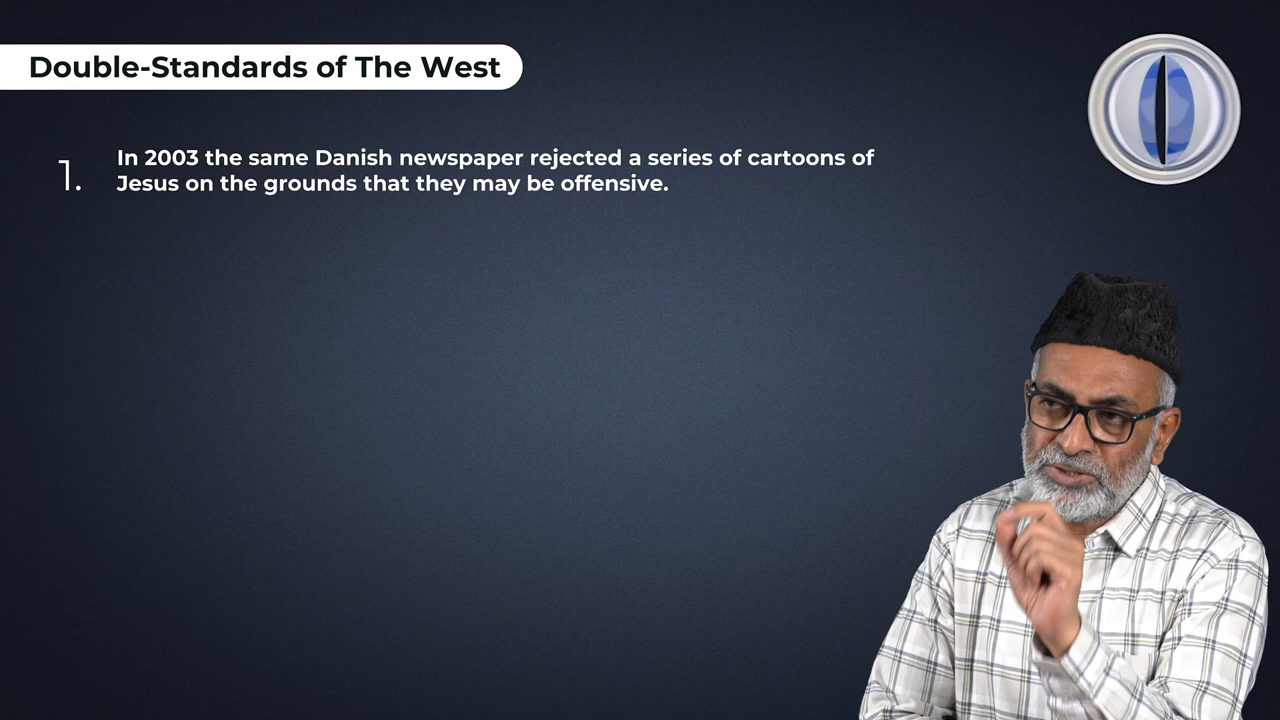 Double-Standards of The West
1. In 2003 the same Danish newspaper rejected a series of cartoons of
Jesus on the grounds that they may be offensive.